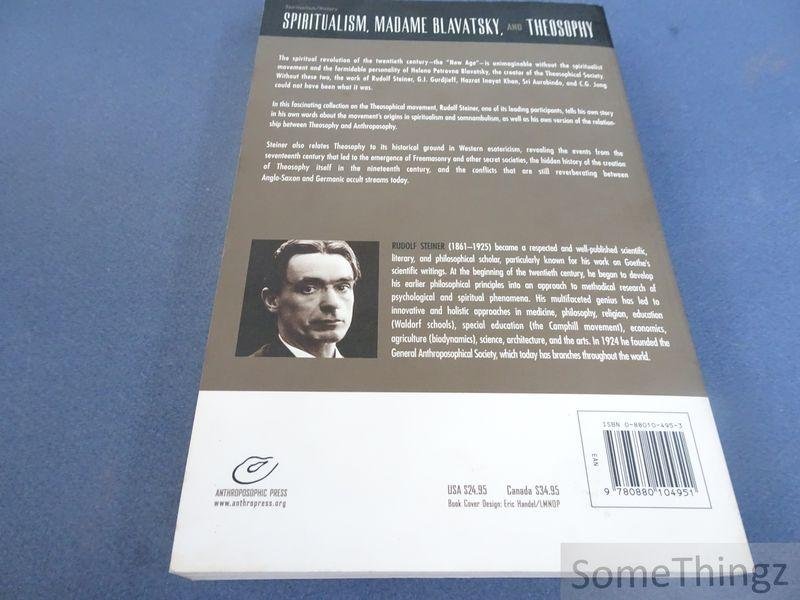 Spiritualism/History
SPIRITUALISM, MADAME BLAVATSKY, AND THEOSOPHY
The spiritual revolution of the twentieth century—the "New Age"—is unimaginable without the spiritualist
movement and the formidable personality of Helena Petrovna Blavatsky, the creator of the Theosophical Society.
Without these two, the work of Rudolf Steiner, G.I. Gurdjieff, Hazrat Inayat Khan, Sri Aurobindo, and C.G. Jung
could not have been what it was.
In this fascinating collection on the Theosophical movement, Rudolf Steiner, one of its leading participants, tells his own story
in his own words about the movement's origins in spiritualism and somnambulism, as well as his own version of the relation-
ship between Theosophy and Anthroposophy.
Steiner also relates Theosophy to its historical ground in Western esotericism, revealing the events from the
seventeenth century that led to the emergence of Freemasonry and other secret societies, the hidden history of the creation
of Theosophy itself in the nineteenth century, and the conflicts that are still reverberating between
Anglo-Saxon and Germanic occult streams today.
RUDOLF STEINER (1861–1925) became a respected and well-published scientific,
literary, and philosophical scholar, particularly known for his work on Goethe's
scientific writings. At the beginning of the twentieth century, he began to develop
his earlier philosophical principles into an approach to methodical research of
psychological and spiritual phenomena. His multifaceted genius has led to
innovative and holistic approaches in medicine, philosophy, religion, education
(Waldorf schools), special education (the Camphill movement), economics,
agriculture (biodynamics), science, architecture, and the arts. In 1924 he founded the
General Anthroposophical Society, which today has branches throughout the world.
ANTHROPOSOPHIC PRESS
www.anthropress.org
USA $24.95 Canada $34.95
Book Cover Design: Eric Handel/LMNOP
ISBN 0-88010-495-3
EAN
9 780880 104951
SomeThingz